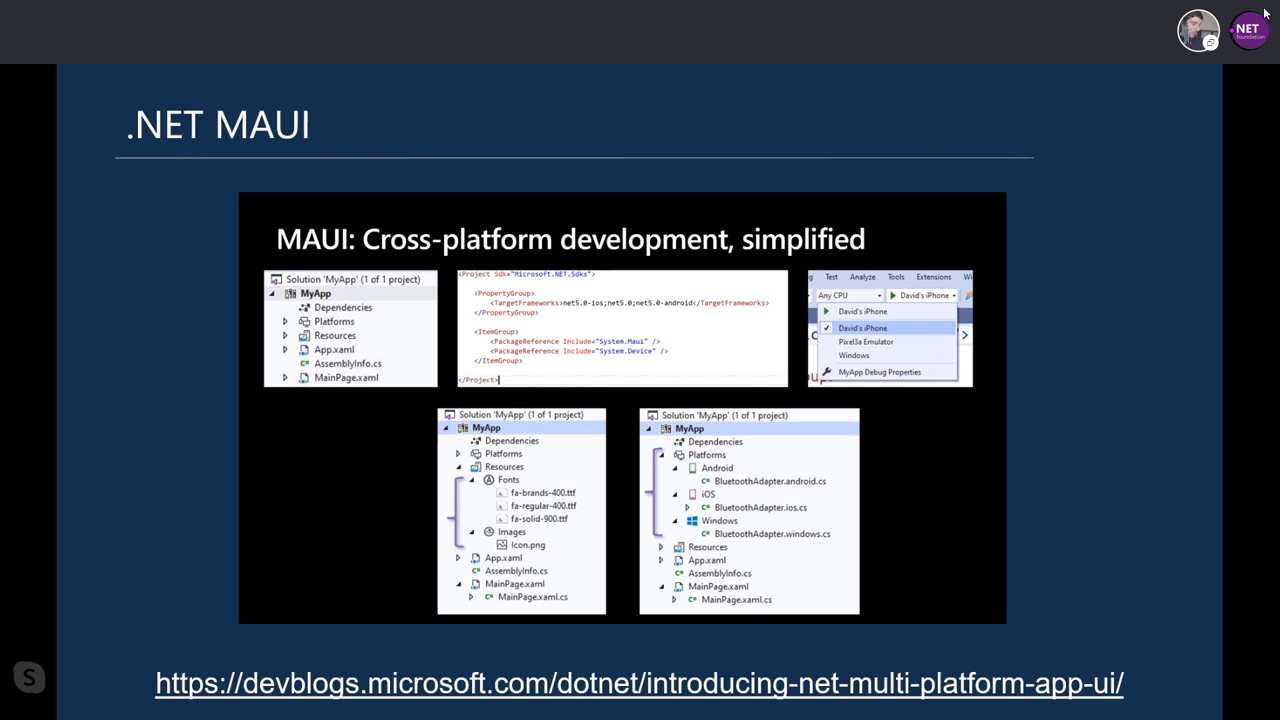 NET
foundation
.NET MAUI
MAUI: Cross-platform development, simplified
Solution 'MyApp' (1 of 1 project)
MyApp
Dependencies
Platforms
Resources
App.xaml
AssemblyInfo.cs
MainPage.xaml
<Project Sdk="Microsoft.NET.Sdks">
<PropertyGroup>
<TargetFrameworks>net5.0-ios;net5.0;net5.0-android</TargetFrameworks>
</PropertyGroup>
<ItemGroup>
<PackageReference Include="System.Maui" />
<PackageReference Include="System.Device" />
</ItemGroup>
</Project>
Test Analyze Tools Extensions
Any CPU David's iPhone
David's iPhone
David's iPhone
Pixel3a Emulator
Windows
MyApp Debug Properties
Solution 'MyApp' (1 of 1 project)
MyApp
Dependencies
Platforms
Resources
Fonts
fa-brands-400.ttf
fa-regular-400.ttf
fa-solid-900.ttf
Images
Icon.png
App.xaml
AssemblyInfo.cs
MainPage.xaml
MainPage.xaml.cs
Solution 'MyApp' (1 of 1 project)
MyApp
Dependencies
Platforms
Android
BluetoothAdapter.android.cs
iOS
BluetoothAdapter.ios.cs
Windows
BluetoothAdapter.windows.cs
Resources
App.xaml
AssemblyInfo.cs
MainPage.xaml
MainPage.xaml.cs
S
https://devblogs.microsoft.com/dotnet/introducing-net-multi-platform-app-ui/